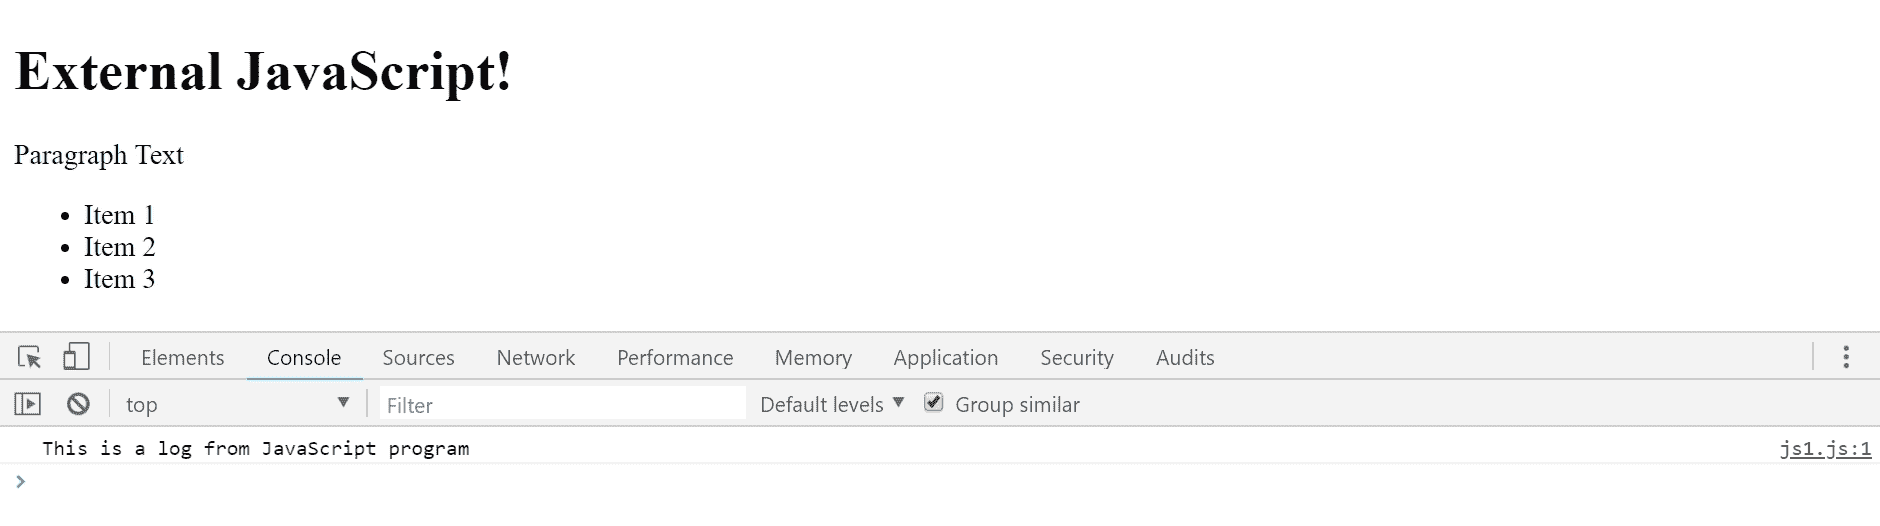 External JavaScript!
Paragraph Text
• Item 1
• Item 2
• Item 3
Elements Console Sources Network Performance Memory Application Security Audits
top Filter Default levels Group similar
This is a log from JavaScript program js1.js:1
>